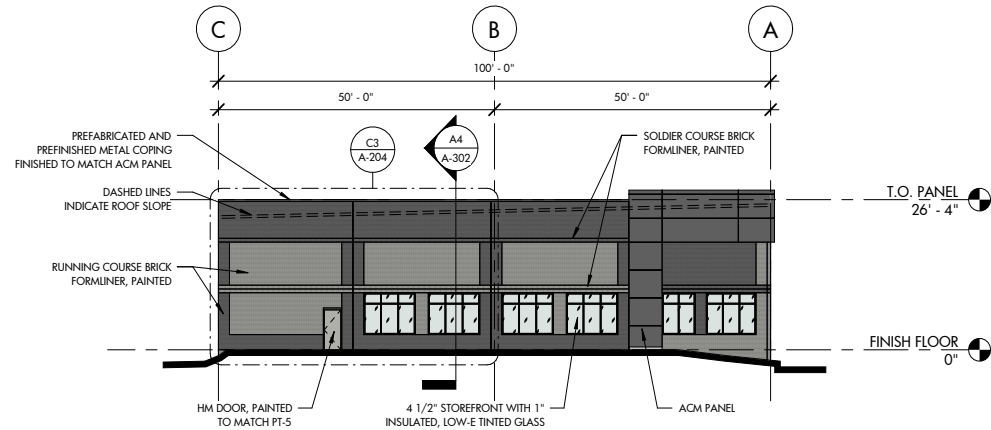 C
B
A
100' - 0"
50' - 0"
50' - 0"
PREFABRICATED AND
PREFINISHED METAL COPING
FINISHED TO MATCH ACM PANEL
C3
A-204
A4
A-302
SOLDIER COURSE BRICK
FORMLINER, PAINTED
DASHED LINES
INDICATE ROOF SLOPE
T.O. PANEL
26' - 4"
RUNNING COURSE BRICK
FORMLINER, PAINTED
FINISH FLOOR
0"
HM DOOR, PAINTED
TO MATCH PT-5
4 1/2" STOREFRONT WITH 1"
INSULATED, LOW-E TINTED GLASS
ACM PANEL